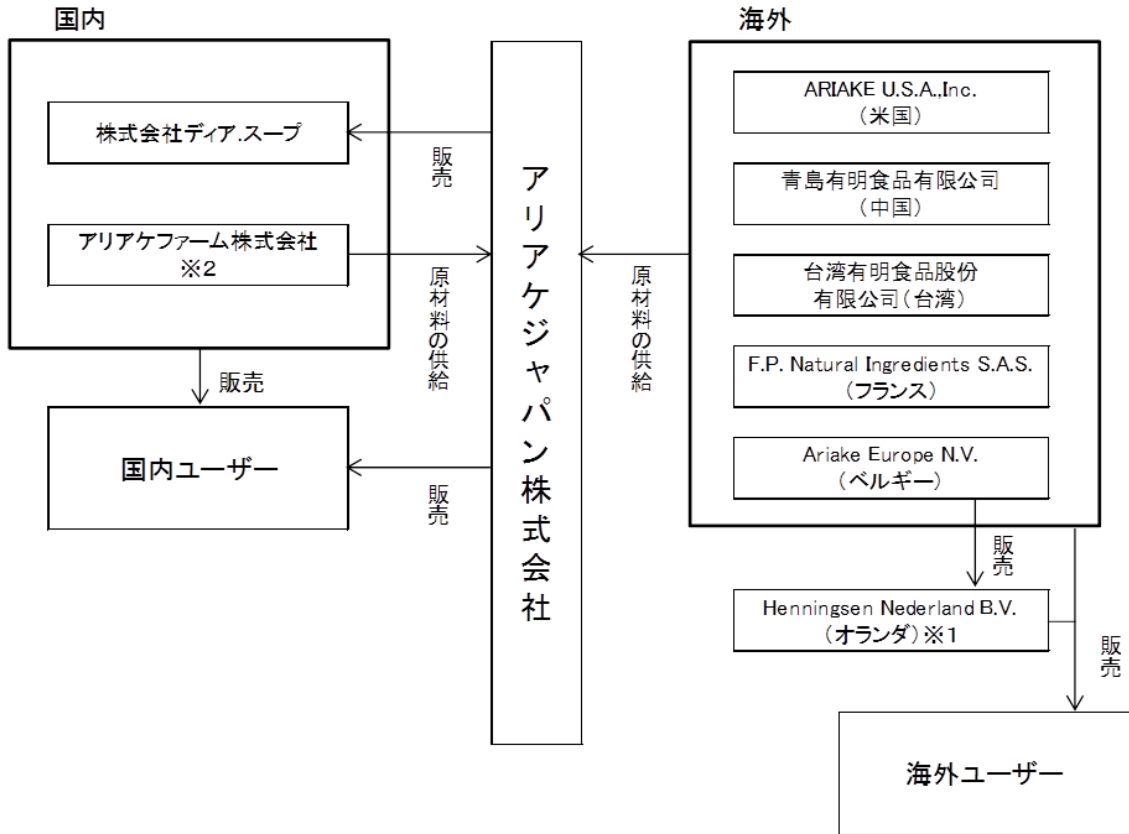 国内
株式会社ディア.スープ
アリアケファーム株式会社
※2
販売
国内ユーザー
販売
原材料の供給
販売
アリアケジャパン株式会社
原材料の供給
海外
ARIAKE U.S.A.,Inc.
(米国)
青島有明食品有限公司
(中国)
台湾有明食品股份
有限公司(台湾)
F.P. Natural Ingredients S.A.S.
(フランス)
Ariake Europe N.V.
(ベルギー)
販売
Henningsen Nederland B.V.
(オランダ)※1
販売
海外ユーザー